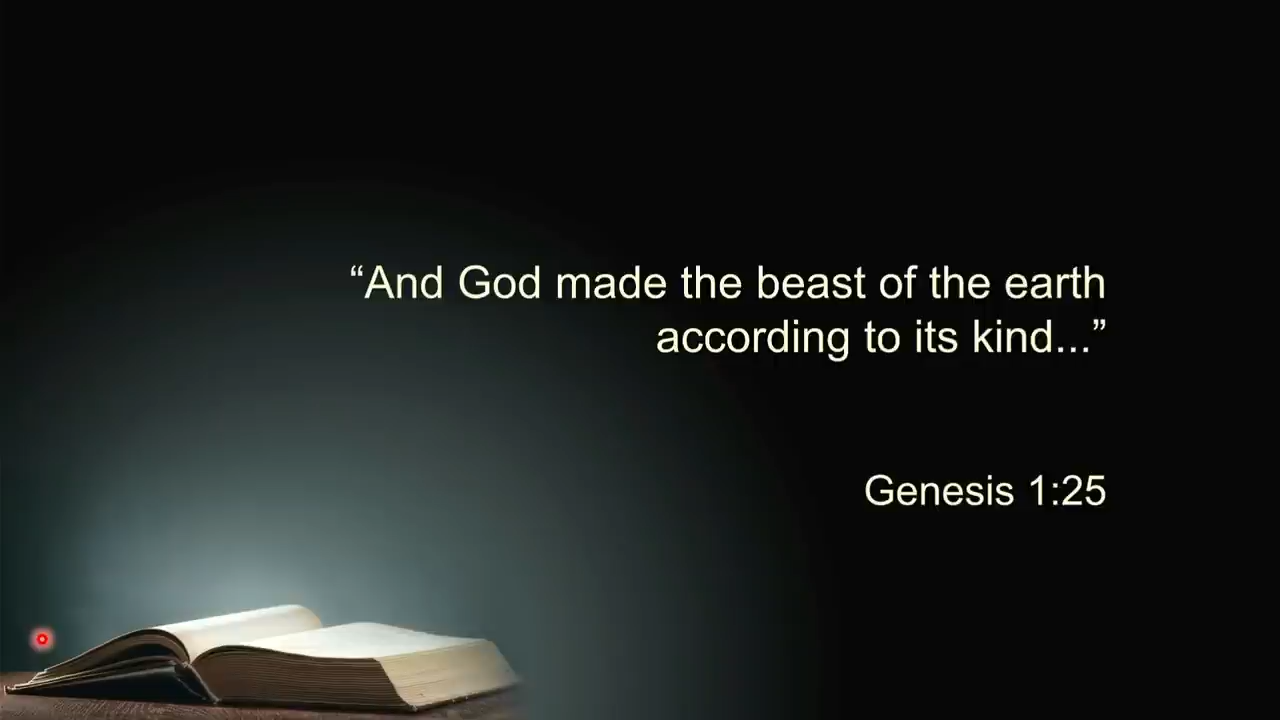 “And God made the beast of the earth
according to its kind...”
Genesis 1:25